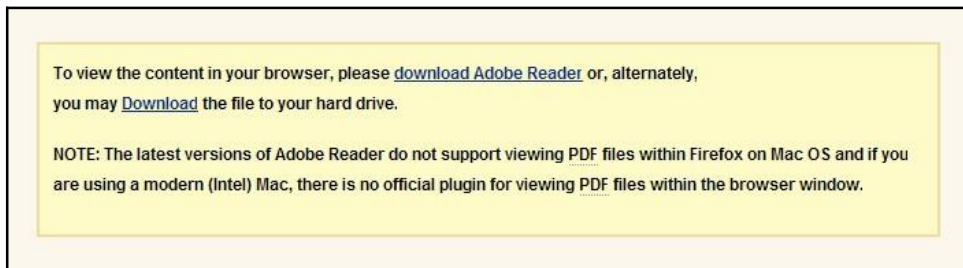 To view the content in your browser, please download Adobe Reader or, alternately,
you may Download the file to your hard drive.
NOTE: The latest versions of Adobe Reader do not support viewing PDF files within Firefox on Mac OS and if you
are using a modern (Intel) Mac, there is no official plugin for viewing PDF files within the browser window.